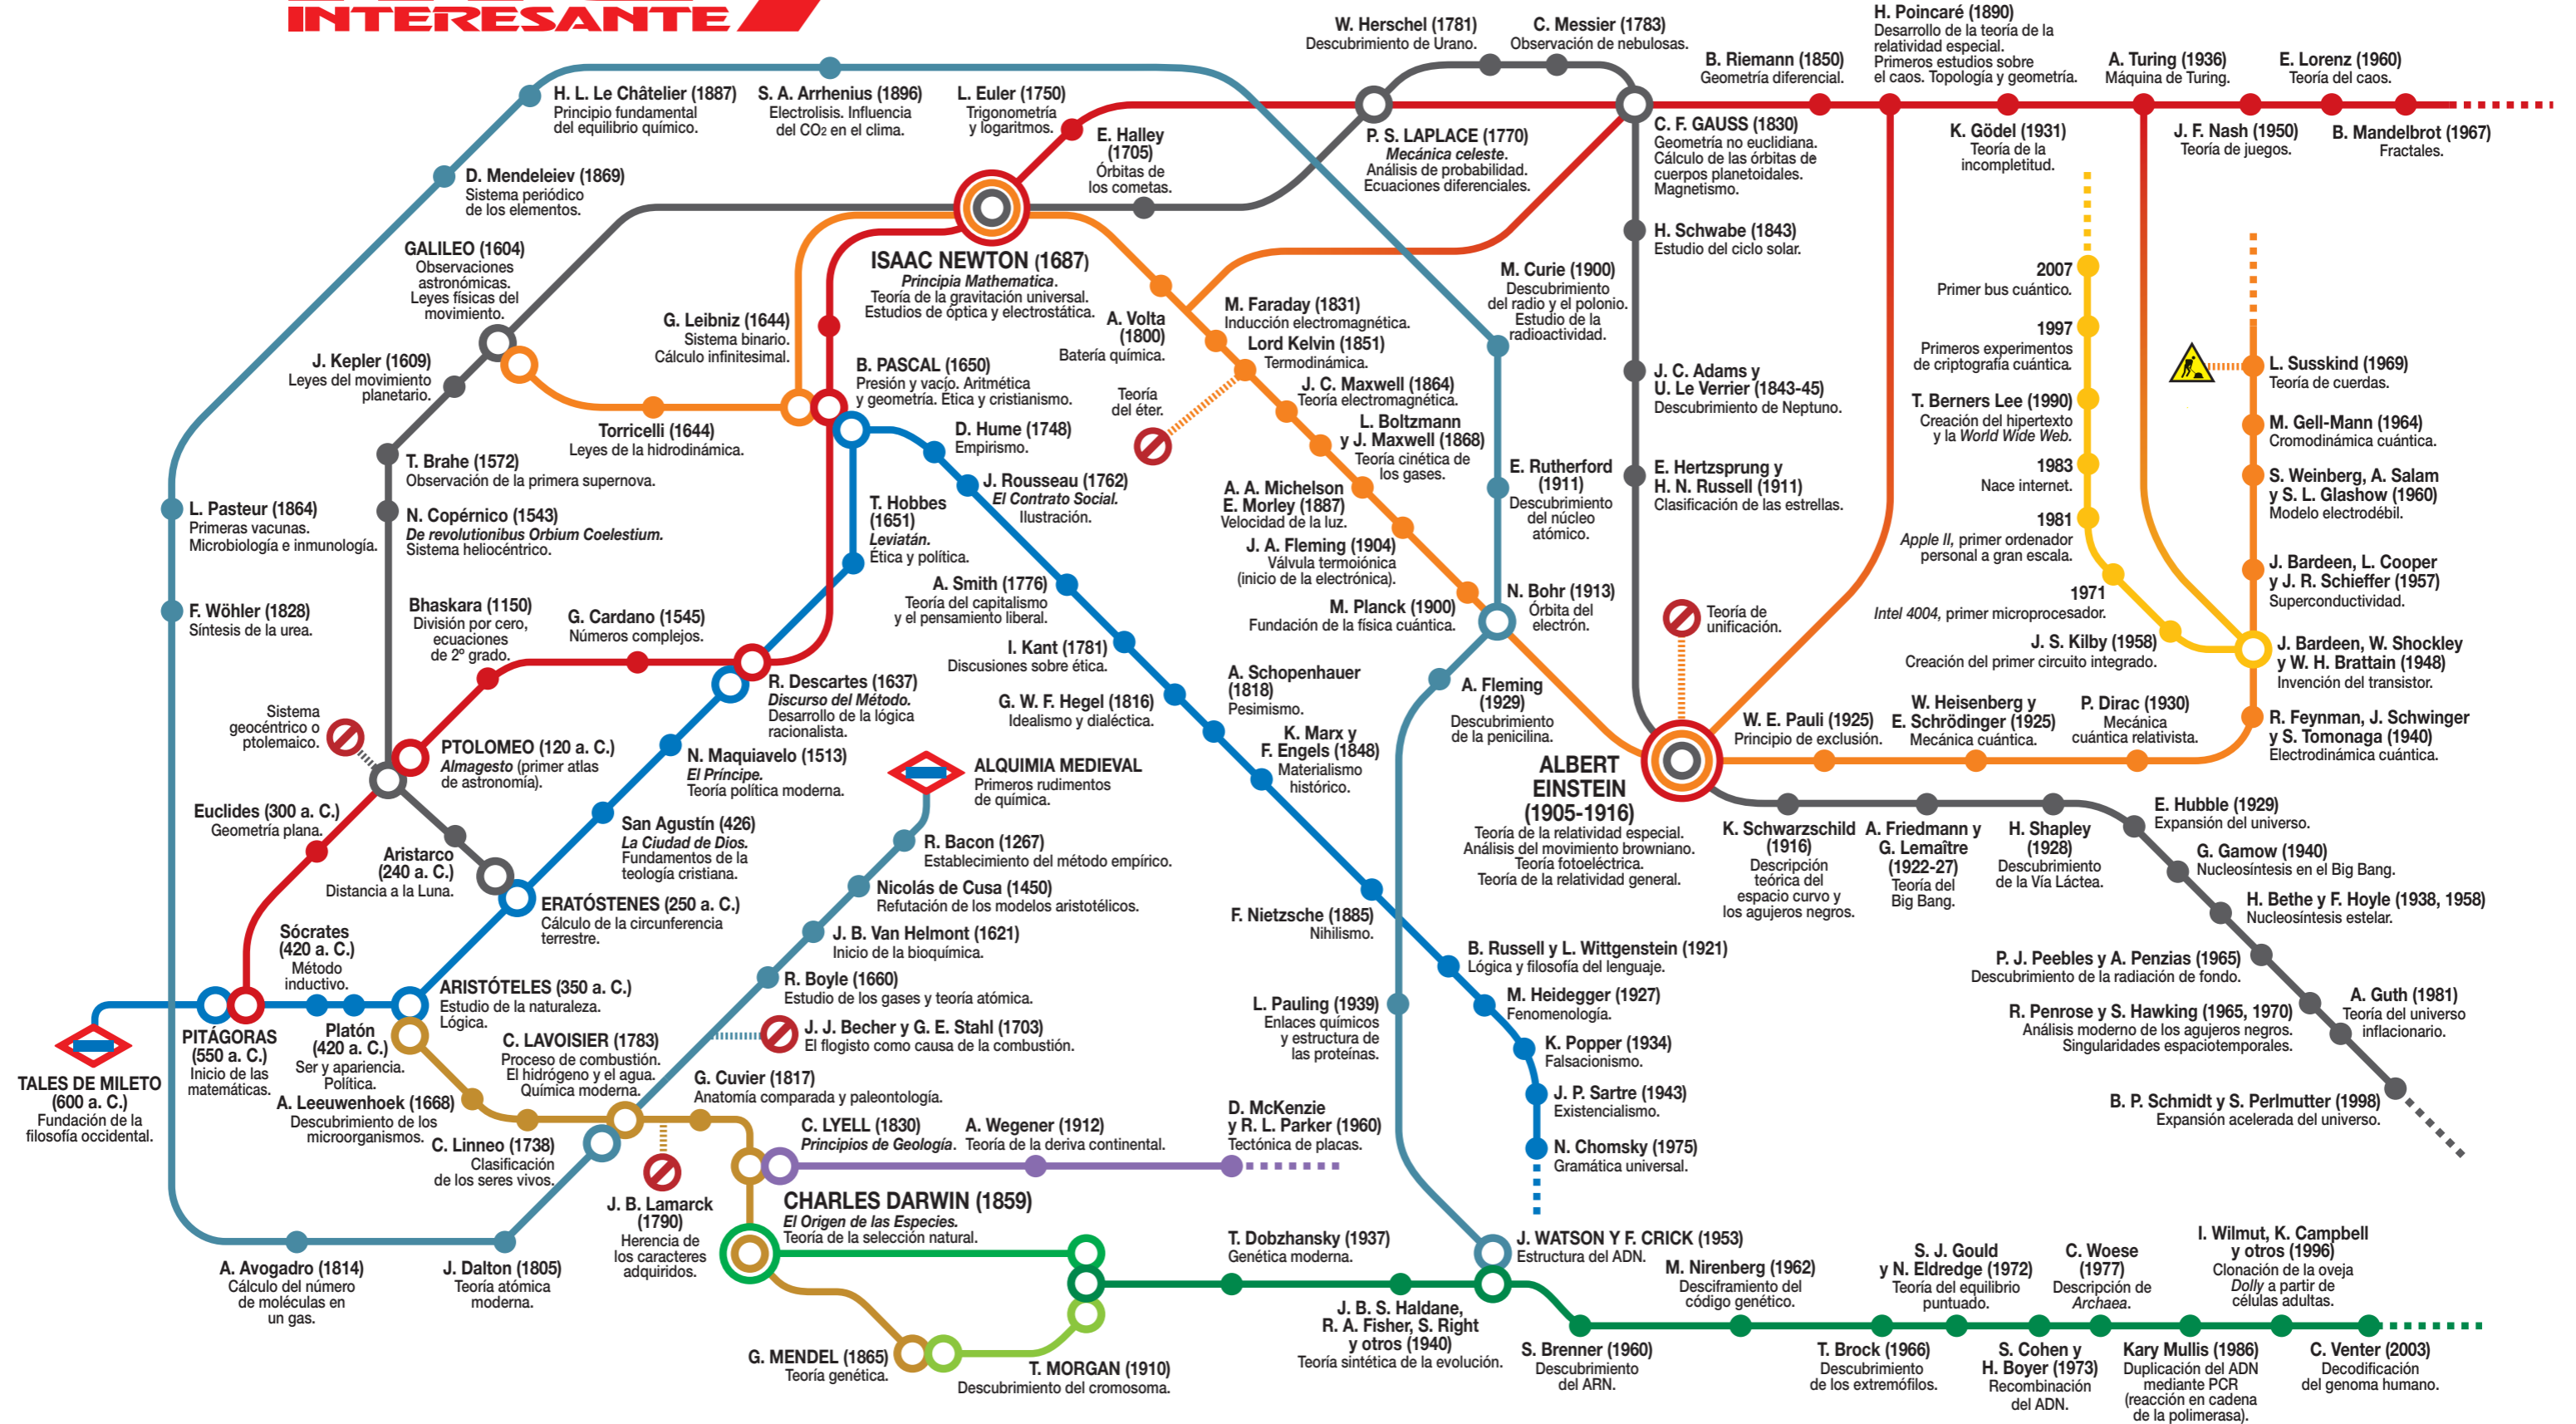 INTERESANTE
W. Herschel (1781)
Descubrimiento de Urano.
C. Messier (1783)
Observación de nebulosas.
H. Poincaré (1890)
Desarrollo de la teoría de la
relatividad especial.
Primeros estudios sobre
el caos. Topología y geometría.
B. Riemann (1850)
Geometría diferencial.
A. Turing (1936)
Máquina de Turing.
E. Lorenz (1960)
Teoría del caos.
H. L. Le Châtelier (1887)
Principio fundamental
del equilibrio químico.
S. A. Arrhenius (1896)
Electrolisis. Influencia
del CO2 en el clima.
L. Euler (1750)
Trigonometría
y logaritmos.
E. Halley
(1705)
Órbitas de
los cometas.
P. S. LAPLACE (1770)
Mecánica celeste.
Análisis de probabilidad.
Ecuaciones diferenciales.
C. F. GAUSS (1830)
Geometría no euclidiana.
Cálculo de las órbitas de
cuerpos planetoidales.
Magnetismo.
K. Gödel (1931)
Teoría de la
incompletitud.
J. F. Nash (1950)
Teoría de juegos.
B. Mandelbrot (1967)
Fractales.
D. Mendeleiev (1869)
Sistema periódico
de los elementos.
GALILEO (1604)
Observaciones
astronómicas.
Leyes físicas del
movimiento.
ISAAC NEWTON (1687)
Principia Mathematica.
Teoría de la gravitación universal.
Estudios de óptica y electrostática.
H. Schwabe (1843)
Estudio del ciclo solar.
M. Curie (1900)
Descubrimiento
del radio y el polonio.
Estudio de la
radioactividad.
2007
Primer bus cuántico.
G. Leibniz (1644)
Sistema binario.
Cálculo infinitesimal.
A. Volta
(1800)
Batería química.
M. Faraday (1831)
Inducción electromagnética.
Lord Kelvin (1851)
Termodinámica.
1997
Primeros experimentos
de criptografía cuántica.
J. Kepler (1609)
Leyes del movimiento
planetario.
B. PASCAL (1650)
Presión y vacío. Aritmética
y geometría. Ética y cristianismo.
Teoría
del éter.
J. C. Maxwell (1864)
Teoría electromagnética.
J. C. Adams y
U. Le Verrier (1843-45)
Descubrimiento de Neptuno.
L. Susskind (1969)
Teoría de cuerdas.
T. Berners Lee (1990)
Creación del hipertexto
y la World Wide Web.
M. Gell-Mann (1964)
Cromodinámica cuántica.
Torricelli (1644)
Leyes de la hidrodinámica.
D. Hume (1748)
Empirismo.
L. Boltzmann
y J. Maxwell (1868)
Teoría cinética de
los gases.
T. Brahe (1572)
Observación de la primera supernova.
J. Rousseau (1762)
El Contrato Social.
Ilustración.
E. Rutherford
(1911)
Descubrimiento
del núcleo
atómico.
E. Hertzsprung y
H. N. Russell (1911)
Clasificación de las estrellas.
1983
Nace internet.
S. Weinberg, A. Salam
y S. L. Glashow (1960)
Modelo electrodébil.
L. Pasteur (1864)
Primeras vacunas.
Microbiología e inmunología.
N. Copérnico (1543)
De revolutionibus Orbium Coelestium.
Sistema heliocéntrico.
T. Hobbes
(1651)
Leviatán.
Ética y política.
A. A. Michelson
E. Morley (1887)
Velocidad de la luz.
1981
Apple II, primer ordenador
personal a gran escala.
J. A. Fleming (1904)
Válvula termoiónica
(inicio de la electrónica).
J. Bardeen, L. Cooper
y J. R. Schieffer (1957)
Superconductividad.
F. Wöhler (1828)
Síntesis de la urea.
Bhaskara (1150)
División por cero,
ecuaciones
de 2º grado.
G. Cardano (1545)
Números complejos.
A. Smith (1776)
Teoría del capitalismo
y el pensamiento liberal.
M. Planck (1900)
Fundación de la física cuántica.
N. Bohr (1913)
Órbita del
electrón.
Teoría de
unificación.
1971
Intel 4004, primer microprocesador.
J. S. Kilby (1958)
Creación del primer circuito integrado.
J. Bardeen, W. Shockley
y W. H. Brattain (1948)
Invención del transistor.
I. Kant (1781)
Discusiones sobre ética.
R. Descartes (1637)
Discurso del Método.
Desarrollo de la lógica
racionalista.
G. W. F. Hegel (1816)
Idealismo y dialéctica.
A. Schopenhauer
(1818)
Pesimismo.
A. Fleming
(1929)
Descubrimiento
de la penicilina.
W. E. Pauli (1925)
Principio de exclusión.
W. Heisenberg y
E. Schrödinger (1925)
Mecánica cuántica.
P. Dirac (1930)
Mecánica
cuántica relativista.
R. Feynman, J. Schwinger
y S. Tomonaga (1940)
Electrodinámica cuántica.
Sistema
geocéntrico o
ptolemaico.
PTOLOMEO (120 a. C.)
Almagesto (primer atlas
de astronomía).
N. Maquiavelo (1513)
El Príncipe.
Teoría política moderna.
ALQUIMIA MEDIEVAL
Primeros rudimentos
de química.
K. Marx y
F. Engels (1848)
Materialismo
histórico.
ALBERT
EINSTEIN
(1905-1916)
Teoría de la relatividad especial.
Análisis del movimiento browniano.
Teoría fotoeléctrica.
Teoría de la relatividad general.
Euclides (300 a. C.)
Geometría plana.
San Agustín (426)
La Ciudad de Dios.
Fundamentos de la
teología cristiana.
R. Bacon (1267)
Establecimiento del método empírico.
K. Schwarzschild
(1916)
Descripción
teórica del
espacio curvo y
los agujeros negros.
A. Friedmann y
G. Lemaître
(1922-27)
Teoría del
Big Bang.
H. Shapley
(1928)
Descubrimiento
de la Vía Láctea.
E. Hubble (1929)
Expansión del universo.
G. Gamow (1940)
Nucleosíntesis en el Big Bang.
Aristarco
(240 a. C.)
Distancia a la Luna.
ERATÓSTENES (250 a. C.)
Cálculo de la circunferencia
terrestre.
Nicolás de Cusa (1450)
Refutación de los modelos aristotélicos.
F. Nietzsche (1885)
Nihilismo.
H. Bethe y F. Hoyle (1938, 1958)
Nucleosíntesis estelar.
Sócrates
(420 a. C.)
Método
inductivo.
J. B. Van Helmont (1621)
Inicio de la bioquímica.
B. Russell y L. Wittgenstein (1921)
Lógica y filosofía del lenguaje.
P. J. Peebles y A. Penzias (1965)
Descubrimiento de la radiación de fondo.
ARISTÓTELES (350 a. C.)
Estudio de la naturaleza.
Lógica.
R. Boyle (1660)
Estudio de los gases y teoría atómica.
L. Pauling (1939)
Enlaces químicos
y estructura de
las proteínas.
M. Heidegger (1927)
Fenomenología.
R. Penrose y S. Hawking (1965, 1970)
Análisis moderno de los agujeros negros.
Singularidades espaciotemporales.
A. Guth (1981)
Teoría del universo
inflacionario.
PITÁGORAS
(550 a. C.)
Inicio de las
matemáticas.
Platón
(420 a. C.)
Ser y apariencia.
Política.
C. LAVOISIER (1783)
Proceso de combustión.
El hidrógeno y el agua.
Química moderna.
J. J. Becher y G. E. Stahl (1703)
El flogisto como causa de la combustión.
K. Popper (1934)
Falsacionismo.
TALES DE MILETO
(600 a. C.)
Fundación de la
filosofía occidental.
A. Leeuwenhoek (1668)
Descubrimiento de los
microorganismos.
G. Cuvier (1817)
Anatomía comparada y paleontología.
J. P. Sartre (1943)
Existencialismo.
B. P. Schmidt y S. Perlmutter (1998)
Expansión acelerada del universo.
C. Linneo (1738)
Clasificación
de los seres vivos.
C. LYELL (1830)
Principios de Geología.
A. Wegener (1912)
Teoría de la deriva continental.
D. McKenzie
y R. L. Parker (1960)
Tectónica de placas.
N. Chomsky (1975)
Gramática universal.
J. B. Lamarck
(1790)
Herencia de
los caracteres
adquiridos.
CHARLES DARWIN (1859)
El Origen de las Especies.
Teoría de la selección natural.
T. Dobzhansky (1937)
Genética moderna.
J. WATSON Y F. CRICK (1953)
Estructura del ADN.
A. Avogadro (1814)
Cálculo del número
de moléculas en
un gas.
J. Dalton (1805)
Teoría atómica
moderna.
M. Nirenberg (1962)
Desciframiento del
código genético.
S. J. Gould
y N. Eldredge (1972)
Teoría del equilibrio
puntuado.
C. Woese
(1977)
Descripción de
Archaea.
I. Wilmut, K. Campbell
y otros (1996)
Clonación de la oveja
Dolly a partir de
células adultas.
J. B. S. Haldane,
R. A. Fisher, S. Right
y otros (1940)
Teoría sintética de la evolución.
G. MENDEL (1865)
Teoría genética.
T. MORGAN (1910)
Descubrimiento del cromosoma.
S. Brenner (1960)
Descubrimiento
del ARN.
T. Brock (1966)
Descubrimiento
de los extremófilos.
S. Cohen y
H. Boyer (1973)
Recombinación
del ADN.
Kary Mullis (1986)
Duplicación del ADN
mediante PCR
(reacción en cadena
de la polimerasa).
C. Venter (2003)
Decodificación
del genoma humano.